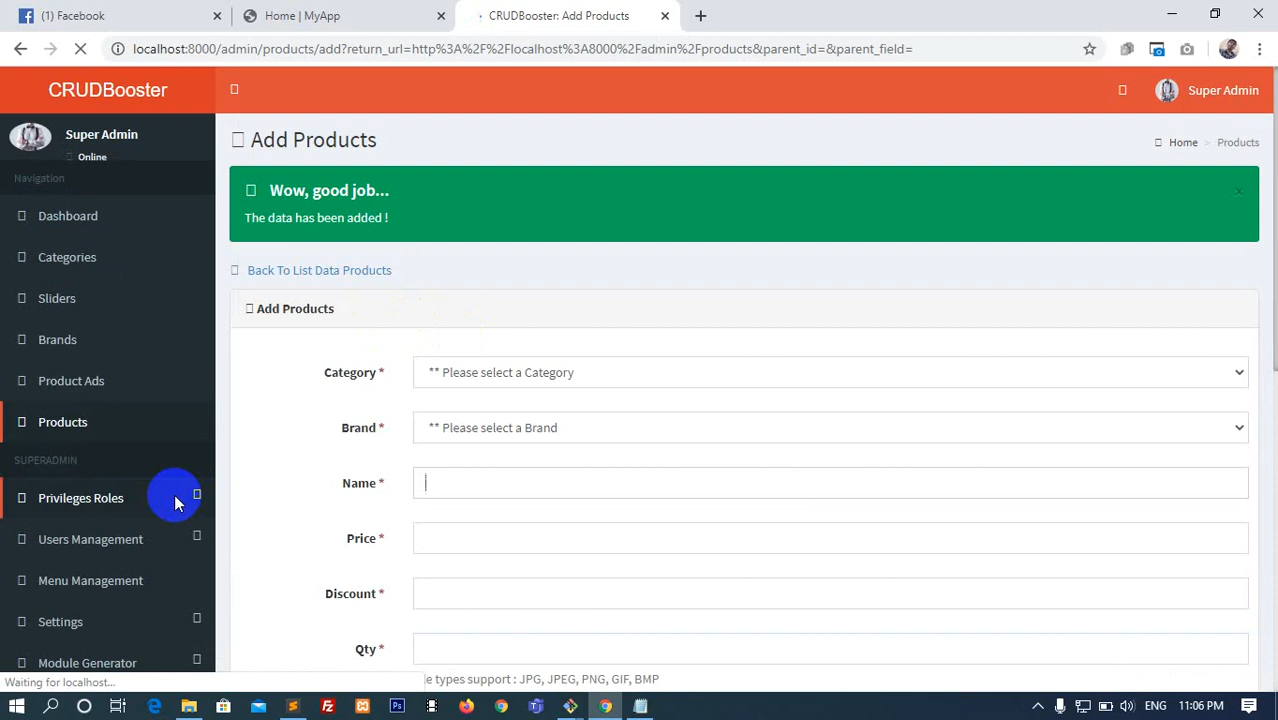 (1) Facebook
Home | MyApp
CRUDBooster: Add Products
localhost:8000/admin/products/add?return_url=http%3A%2F%2Flocalhost%3A8000%2Fadmin%2Fproducts&parent_id=&parent_field=
CRUDBooster
Super Admin
Super Admin
Online
Add Products
Home > Products
Navigation
Wow, good job...
×
The data has been added !
Dashboard
Categories
Back To List Data Products
Sliders
Add Products
Brands
Category *
** Please select a Category
Product Ads
Brand *
** Please select a Brand
Products
SUPERADMIN
Name *
Privileges Roles
Price *
Users Management
Menu Management
Discount *
Settings
Qty *
Module Generator
le types support : JPG, JPEG, PNG, GIF, BMP
Waiting for localhost...
ENG
11:06 PM